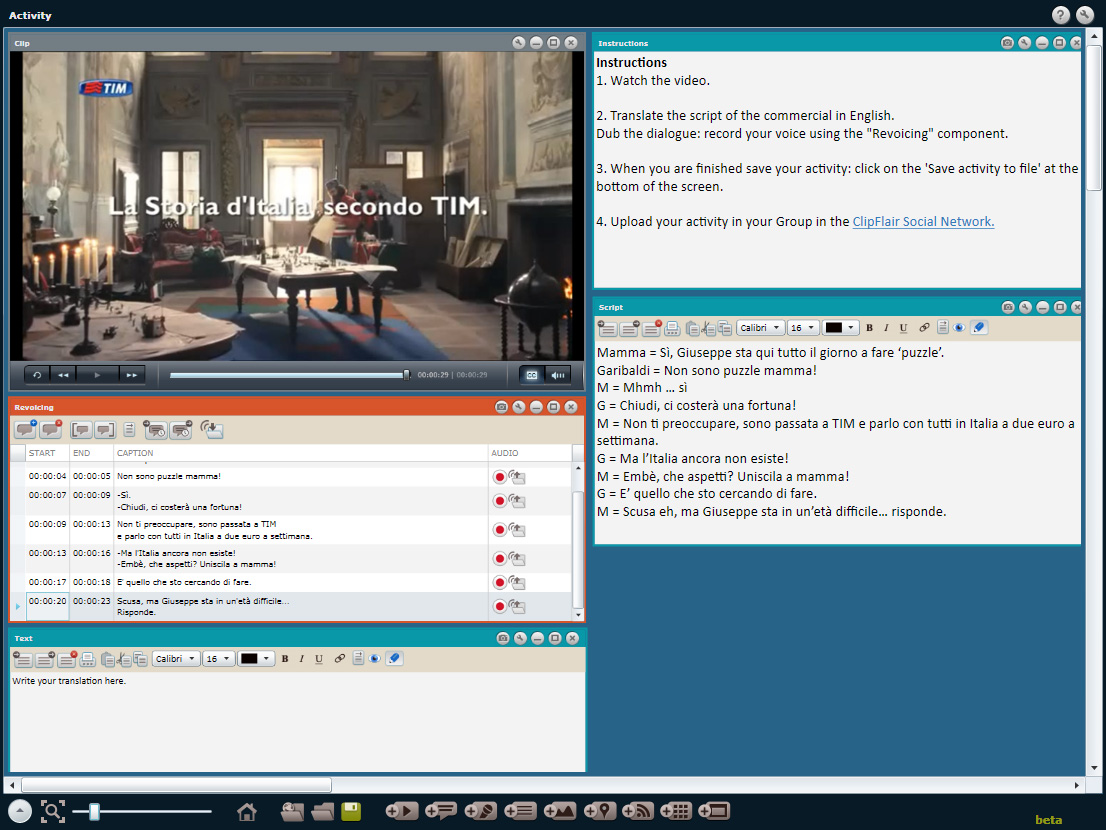 Activity
Clip
TIM
La Storia d'Italia, secondo TIM.
00:00:29 | 00:00:29
CC
Revoicing
START END CAPTION AUDIO
00:00:04 00:00:05 Non sono puzzle mamma!
00:00:07 00:00:09 -Sì.
-Chiudi, ci costerà una fortuna!
00:00:09 00:00:13 Non ti preoccupare, sono passata a TIM
e parlo con tutti in Italia a due euro a settimana.
00:00:13 00:00:16 -Ma l'Italia ancora non esiste!
-Embè, che aspetti? Uniscila a mamma!
00:00:17 00:00:18 E' quello che sto cercando di fare.
00:00:20 00:00:23 Scusa, ma Giuseppe sta in un'età difficile...
Risponde.
Text
Calibri 16 B I U
Write your translation here.
Instructions
Instructions
1. Watch the video.
2. Translate the script of the commercial in English.
Dub the dialogue: record your voice using the "Revoicing" component.
3. When you are finished save your activity: click on the 'Save activity to file' at the
bottom of the screen.
4. Upload your activity in your Group in the ClipFlair Social Network.
Script
Calibri 16 B I U
Mamma = Sì, Giuseppe sta qui tutto il giorno a fare ‘puzzle’.
Garibaldi = Non sono puzzle mamma!
M = Mhmh … sì
G = Chiudi, ci costerà una fortuna!
M = Non ti preoccupare, sono passata a TIM e parlo con tutti in Italia a due euro a
settimana.
G = Ma l’Italia ancora non esiste!
M = Embè, che aspetti? Uniscila a mamma!
G = E’ quello che sto cercando di fare.
M = Scusa eh, ma Giuseppe sta in un’età difficile… risponde.
beta